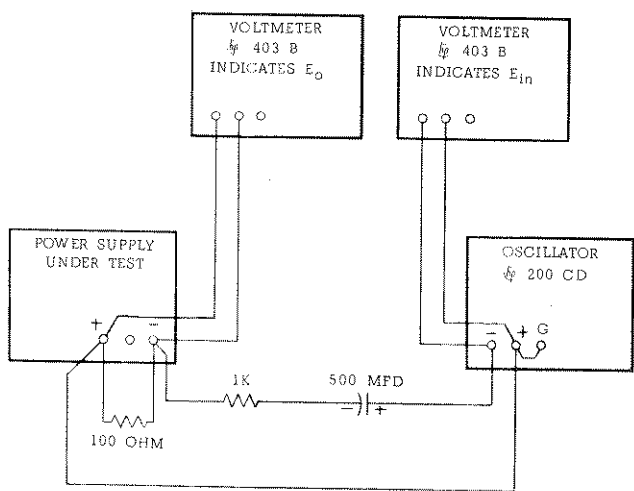 VOLTMETER
hp 403 B
INDICATES Eo
VOLTMETER
hp 403 B
INDICATES Ein
POWER SUPPLY
UNDER TEST
+ -
OSCILLATOR
hp 200 CD
- + G
1K
500 MFD
- +
100 OHM